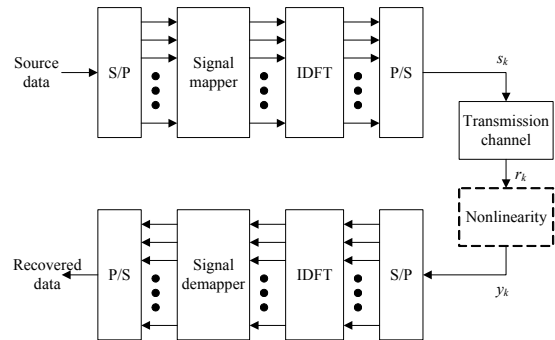 Source data
S/P
Signal mapper
IDFT
P/S
s_k
Transmission channel
r_k
Nonlinearity
y_k
Recovered data
P/S
Signal demapper
IDFT
S/P